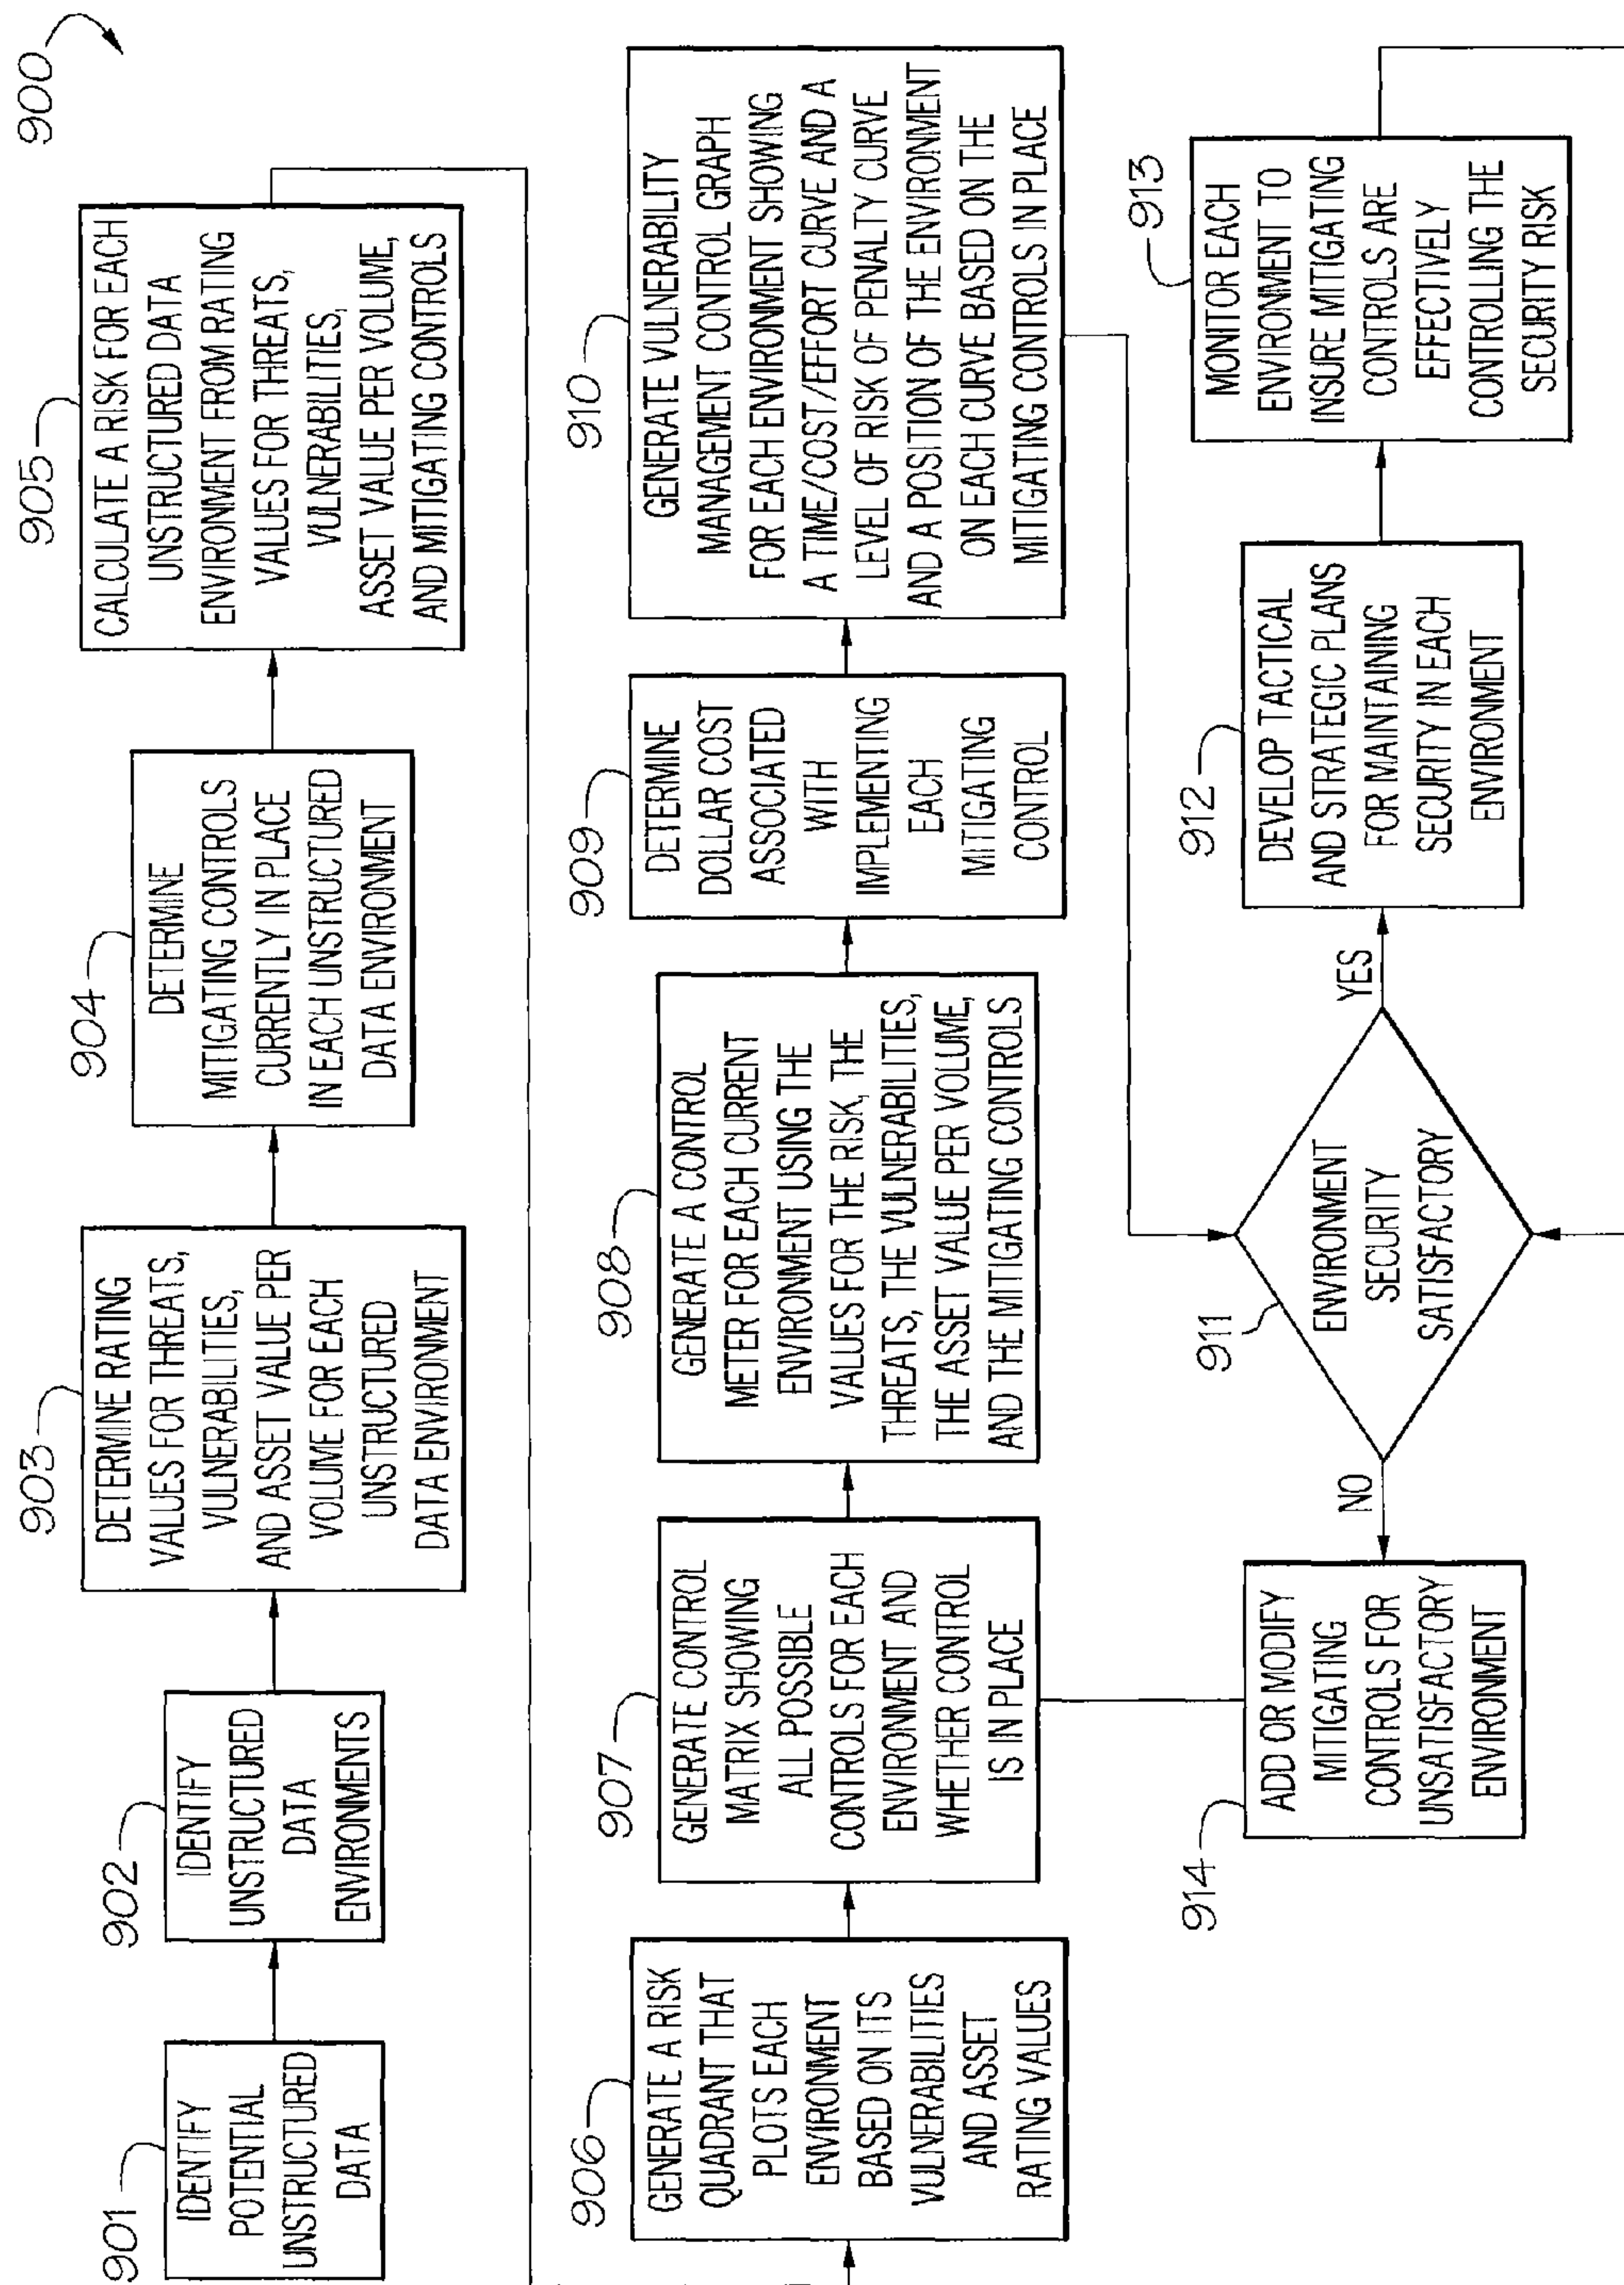 900
901
IDENTIFY
POTENTIAL
UNSTRUCTURED
DATA
902
IDENTIFY
UNSTRUCTURED
DATA
ENVIRONMENTS
903
DETERMINE RATING
VALUES FOR THREATS,
VULNERABILITIES,
AND ASSET VALUE PER
VOLUME FOR EACH
UNSTRUCTURED
DATA ENVIRONMENT
904
DETERMINE
MITIGATING CONTROLS
CURRENTLY IN PLACE
IN EACH UNSTRUCTURED
DATA ENVIRONMENT
905
CALCULATE A RISK FOR EACH
UNSTRUCTURED DATA
ENVIRONMENT FROM RATING
VALUES FOR THREATS,
VULNERABILITIES,
ASSET VALUE PER VOLUME,
AND MITIGATING CONTROLS
906
GENERATE A RISK
QUADRANT THAT
PLOTS EACH
ENVIRONMENT
BASED ON ITS
VULNERABILITIES
AND ASSET
RATING VALUES
907
GENERATE CONTROL
MATRIX SHOWING
ALL POSSIBLE
CONTROLS FOR EACH
ENVIRONMENT AND
WHETHER CONTROL
IS IN PLACE
908
GENERATE A CONTROL
METER FOR EACH CURRENT
ENVIRONMENT USING THE
VALUES FOR THE RISK, THE
THREATS, THE VULNERABILITIES,
THE ASSET VALUE PER VOLUME,
AND THE MITIGATING CONTROLS
909
DETERMINE
DOLLAR COST
ASSOCIATED
WITH
IMPLEMENTING
EACH
MITIGATING
CONTROL
910
GENERATE VULNERABILITY
MANAGEMENT CONTROL GRAPH
FOR EACH ENVIRONMENT SHOWING
A TIME/COST/EFFORT CURVE AND A
LEVEL OF RISK OF PENALTY CURVE
AND A POSITION OF THE ENVIRONMENT
ON EACH CURVE BASED ON THE
MITIGATING CONTROLS IN PLACE
914
ADD OR MODIFY
MITIGATING
CONTROLS FOR
UNSATISFACTORY
ENVIRONMENT
NO
911
ENVIRONMENT
SECURITY
SATISFACTORY
YES
912
DEVELOP TACTICAL
AND STRATEGIC PLANS
FOR MAINTAINING
SECURITY IN EACH
ENVIRONMENT
913
MONITOR EACH
ENVIRONMENT TO
INSURE MITIGATING
CONTROLS ARE
EFFECTIVELY
CONTROLLING THE
SECURITY RISK